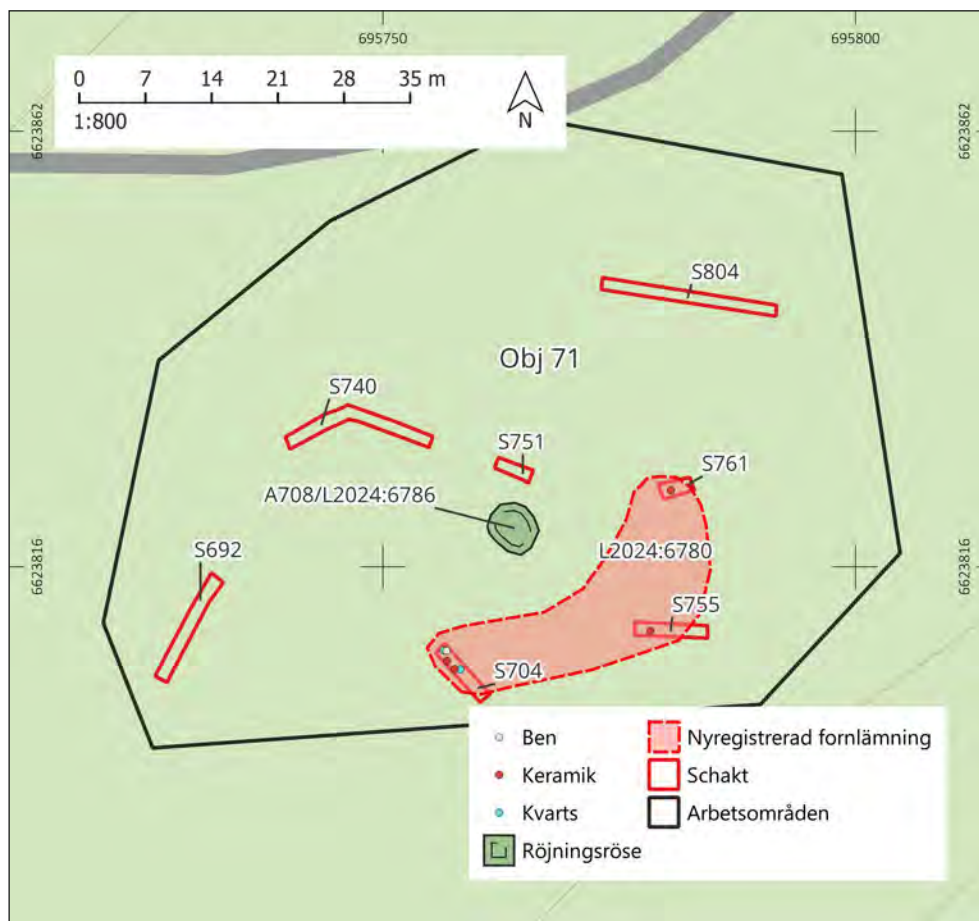 695750
695800
0 7 14 21 28 35 m
1:800
N
6623862
6623862
S804
Obj 71
S740
S751
S761
A708/L2024:6786
S692
L2024:6780
6623816
6623816
S755
S704
Ben
Keramik
Kvarts
Röjningsröse
Nyregistrerad fornlämning
Schakt
Arbetsområden